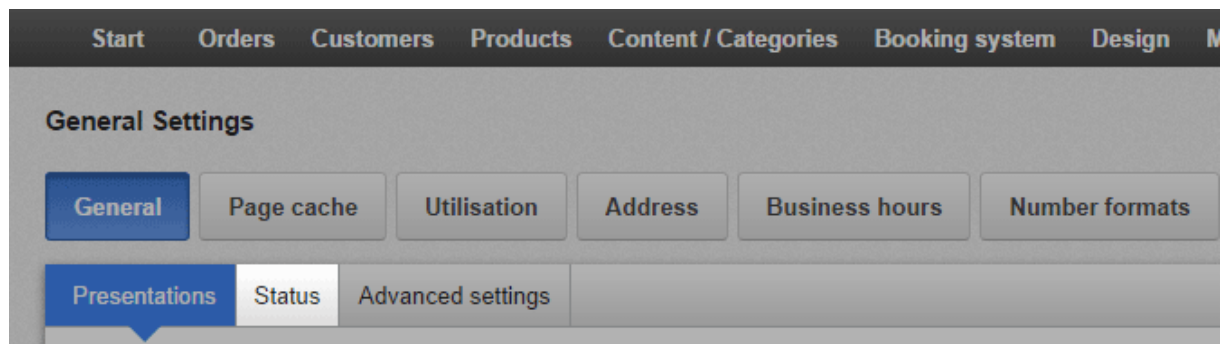 Start Orders Customers Products Content / Categories Booking system Design
General Settings
General Page cache Utilisation Address Business hours Number formats
Presentations Status Advanced settings